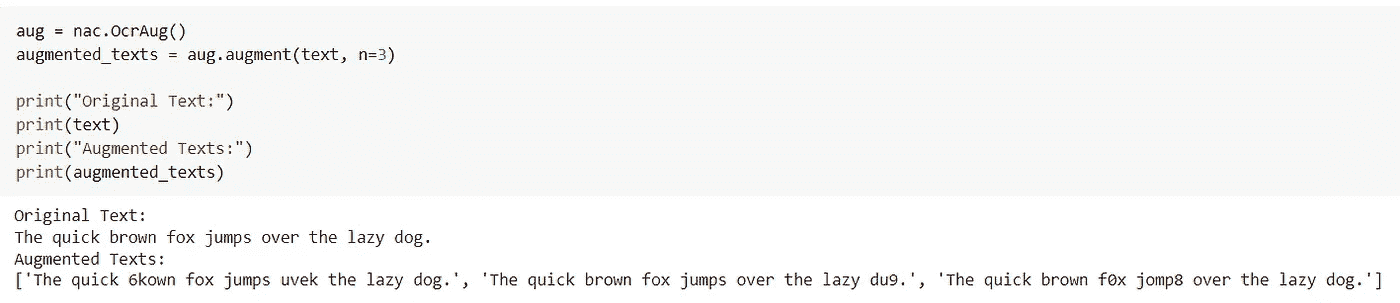 aug = nac.OcrAug()
augmented_texts = aug.augment(text, n=3)
print("Original Text:")
print(text)
print("Augmented Texts:")
print(augmented_texts)
Original Text:
The quick brown fox jumps over the lazy dog.
Augmented Texts:
['The quick 6kown fox jumps uvek the lazy dog.', 'The quick brown fox jumps over the lazy du9.', 'The quick brown f0x jomp8 over the lazy dog.']